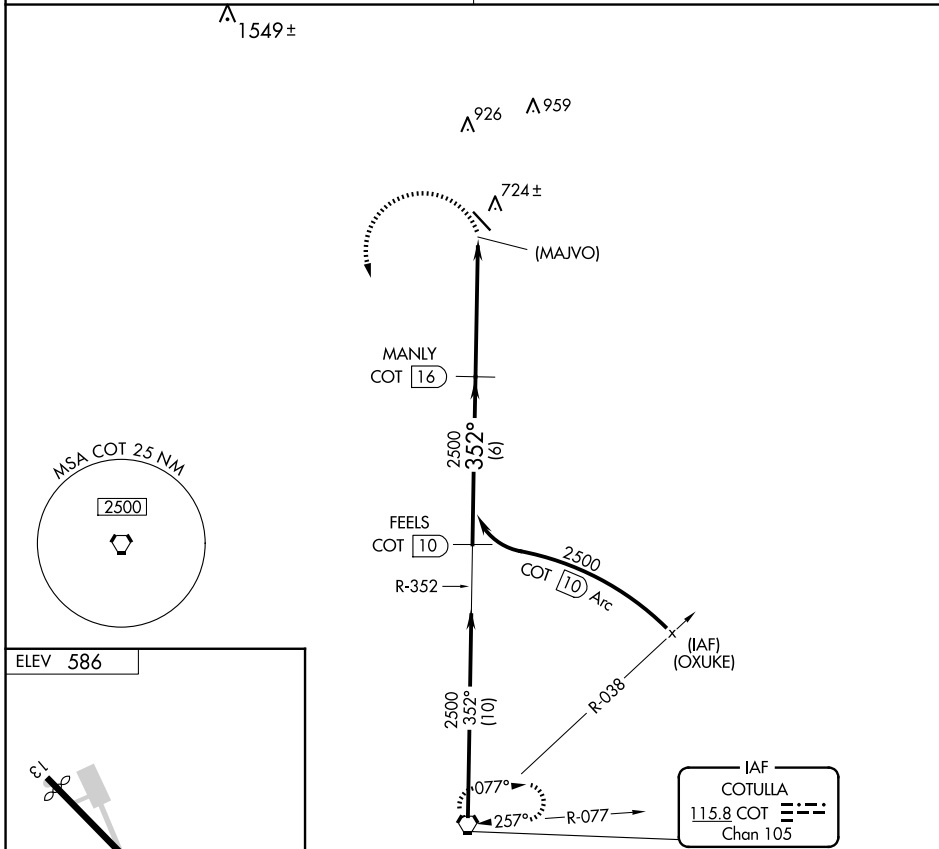 1549±
926
959
724±
(MAJVO)
MANLY
COT 16
2500
352°
(6)
MSA COT 25 NM
2500
FEELS
COT 10
2500
COT 10 Arc
R-352
(IAF)
(OXUKE)
ELEV 586
R-038
2500
352°
(10)
13
077°
257°
R-077
IAF
COTULLA
115.8 COT
Chan 105